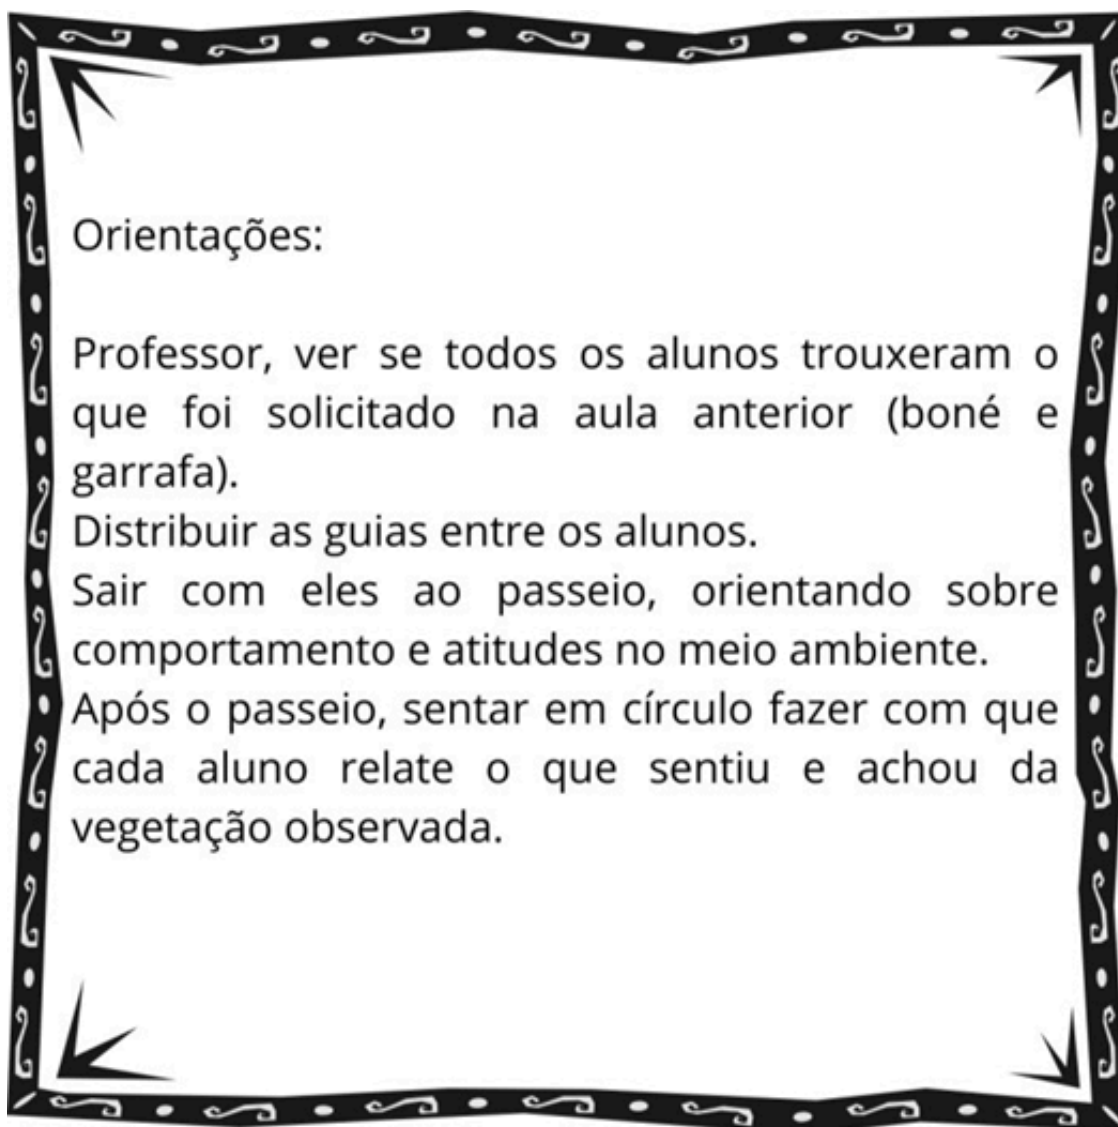 Orientações:
Professor, ver se todos os alunos trouxeram o
que foi solicitado na aula anterior (boné e
garrafa).
Distribuir as guias entre os alunos.
Sair com eles ao passeio, orientando sobre
comportamento e atitudes no meio ambiente.
Após o passeio, sentar em círculo fazer com que
cada aluno relate o que sentiu e achou da
vegetação observada.